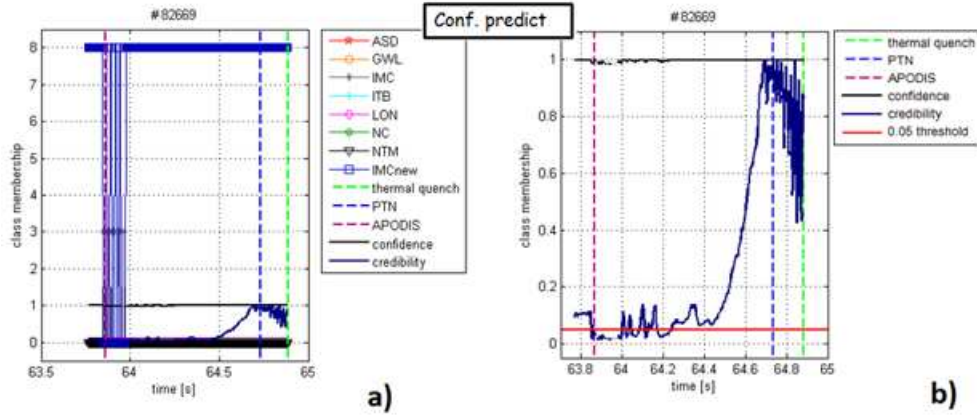 Conf. predict
#82669
8
7
6
5
4
3
2
1
0
class membership
63.5 64 64.5 65
time [s]
ASD
GWL
IMC
ITB
LON
NC
NTM
IMCnew
thermal quench
PTN
APODIS
confidence
credibility
a)
#82669
1
0.8
0.6
0.4
0.2
0
class membership
63.8 64 64.2 64.4 64.6 64.8 65
time [s]
thermal quench
PTN
APODIS
confidence
credibility
0.05 threshold
b)